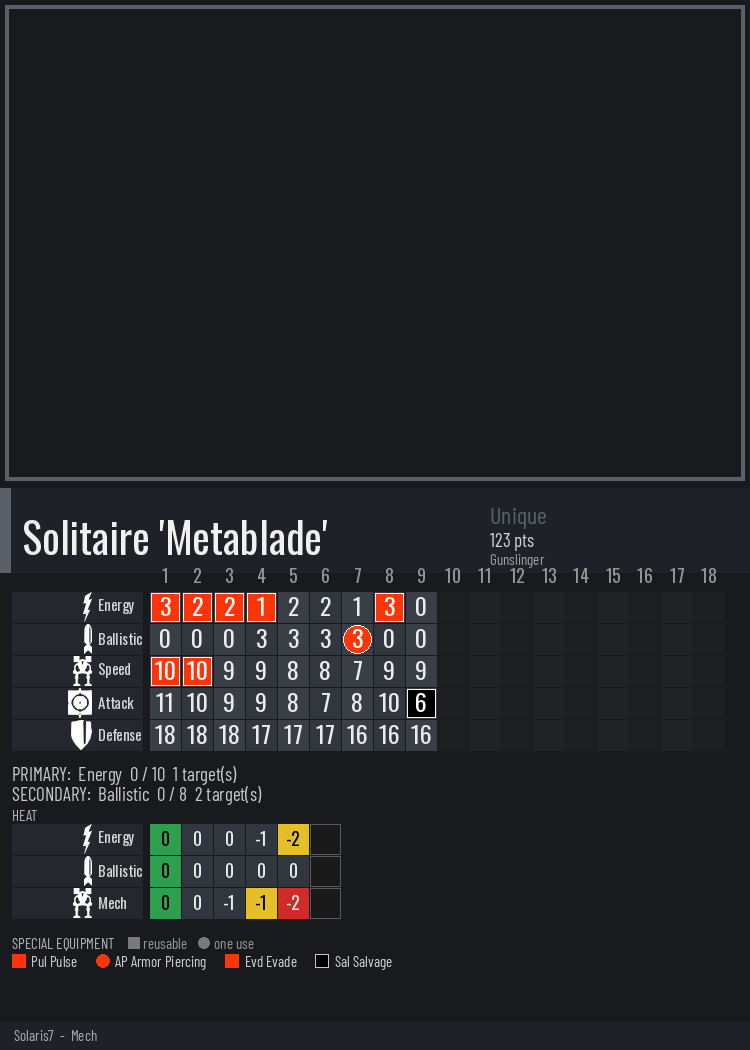 Solitaire 'Metablade'
Unique
123 pts
Gunslinger
1 2 3 4 5 6 7 8 9 10 11 12 13 14 15 16 17 18
Energy 3 2 2 1 2 2 1 3 0
Ballistic 0 0 0 3 3 3 3 0 0
Speed 10 10 9 9 8 8 7 9 9
Attack 11 10 9 9 8 7 8 10 6
Defense 18 18 18 17 17 17 16 16 16
PRIMARY: Energy 0 / 10 1 target(s)
SECONDARY: Ballistic 0 / 8 2 target(s)
HEAT
Energy 0 0 0 -1 -2
Ballistic 0 0 0 0 0
Mech 0 0 -1 -1 -2
SPECIAL EQUIPMENT reusable one use
Pul Pulse AP Armor Piercing Evd Evade Sal Salvage
Solaris7 - Mech